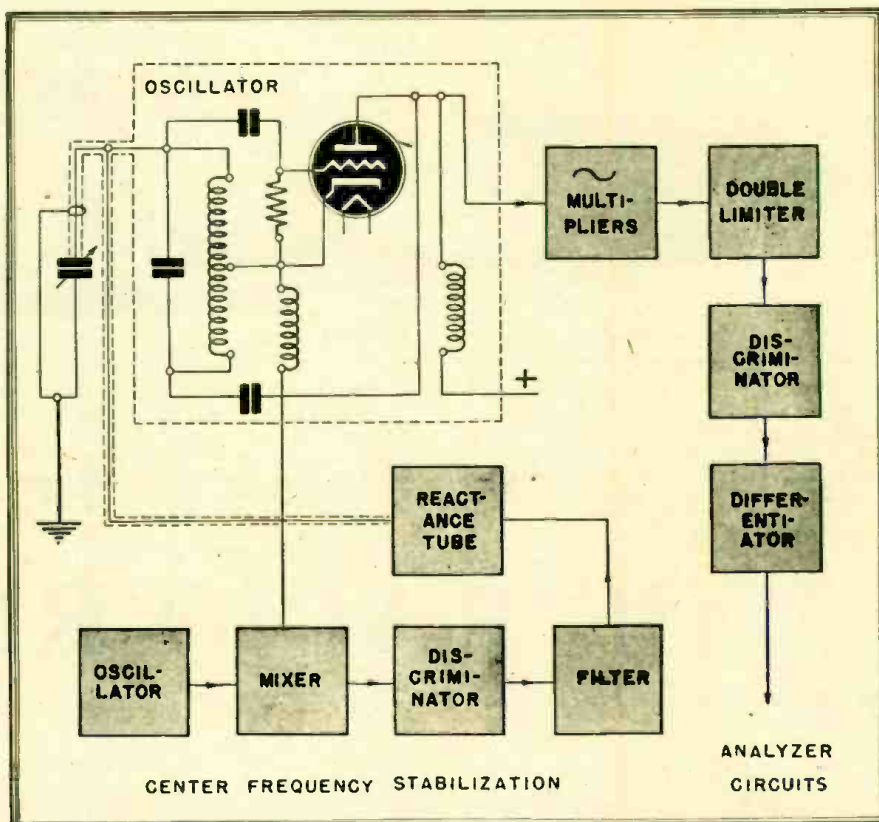 OSCILLATOR
+
MULTI-
PLIERS
DOUBLE
LIMITER
DIS-
CRIMI-
NATOR
REACT-
ANCE
TUBE
DIFFER-
ENTI-
ATOR
OSCIL-
LATOR
MIXER
DIS-
CRIMI-
NATOR
FILTER
ANALYZER
CIRCUITS
CENTER FREQUENCY STABILIZATION